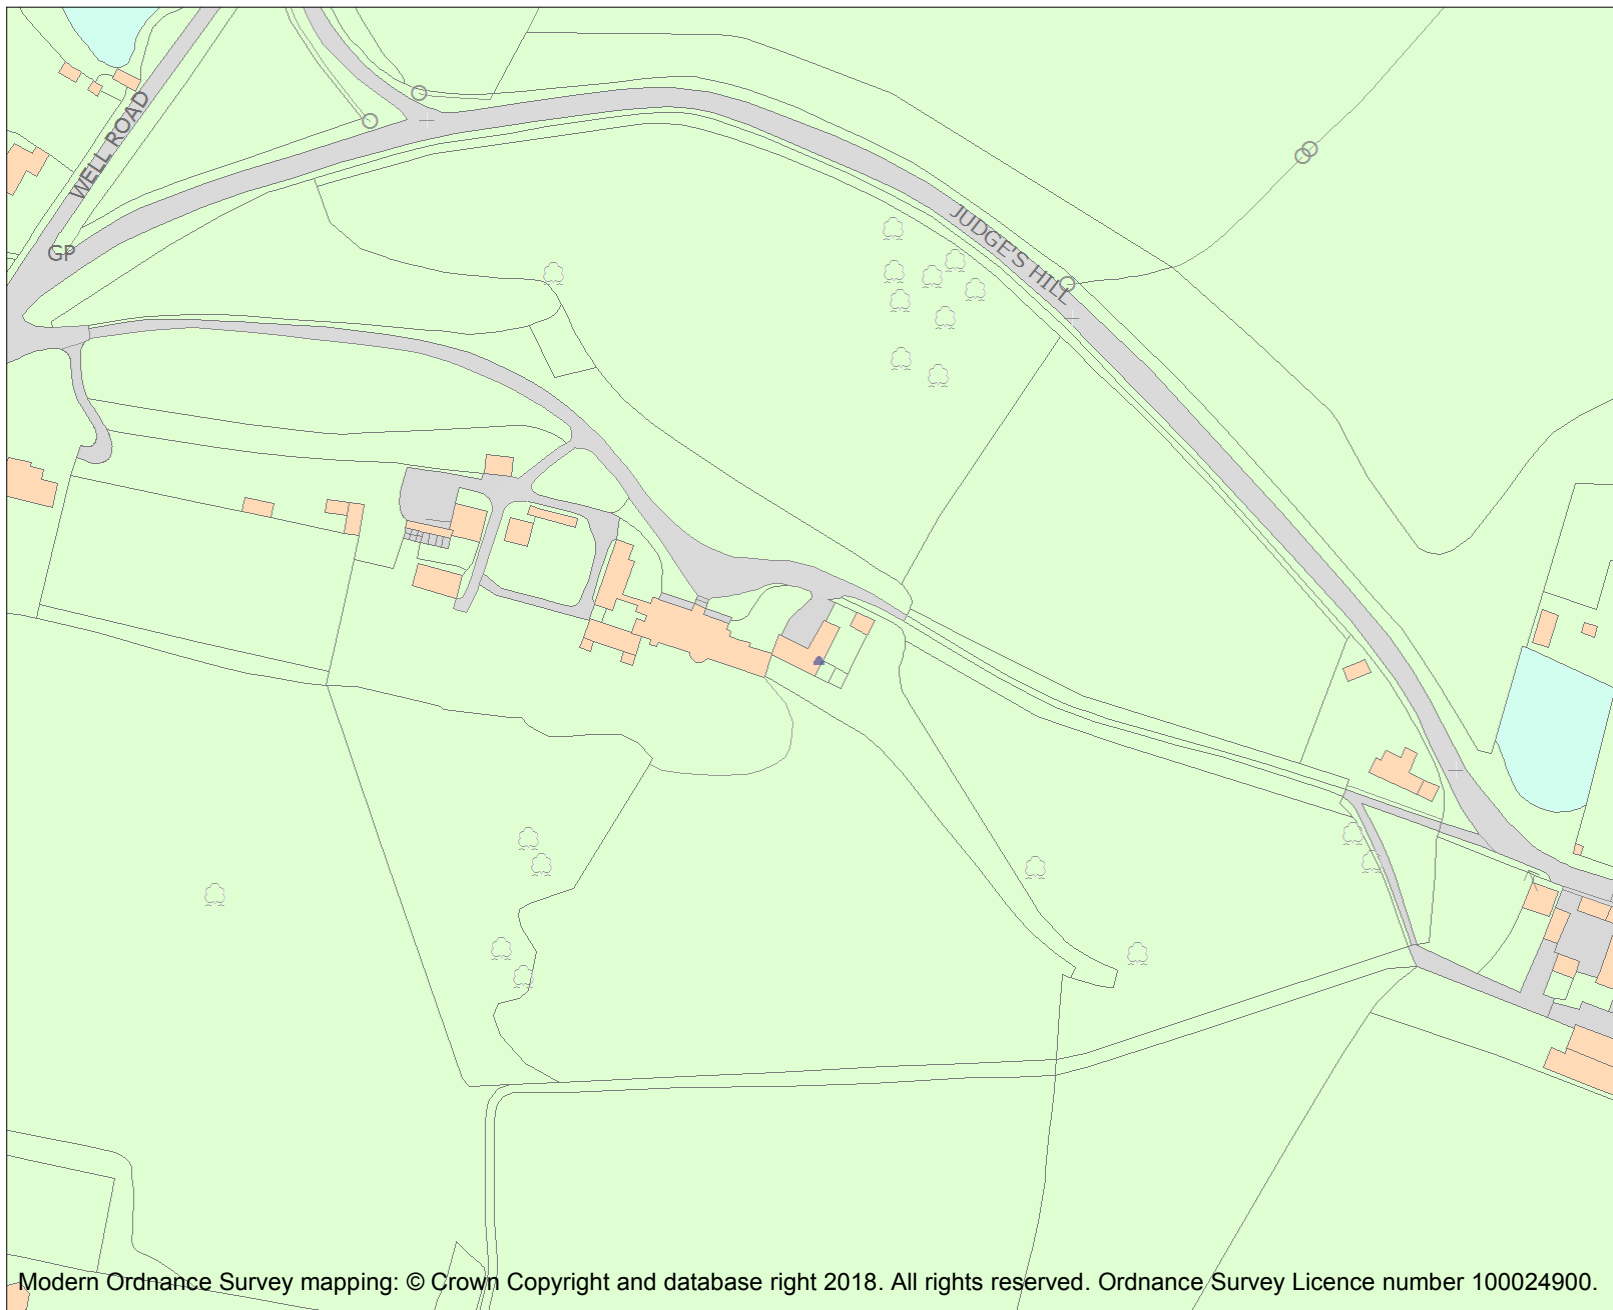 WELL ROAD
GP
JUDGE'S HILL
Modern Ordnance Survey mapping: © Crown Copyright and database right 2018. All rights reserved. Ordnance Survey Licence number 100024900.